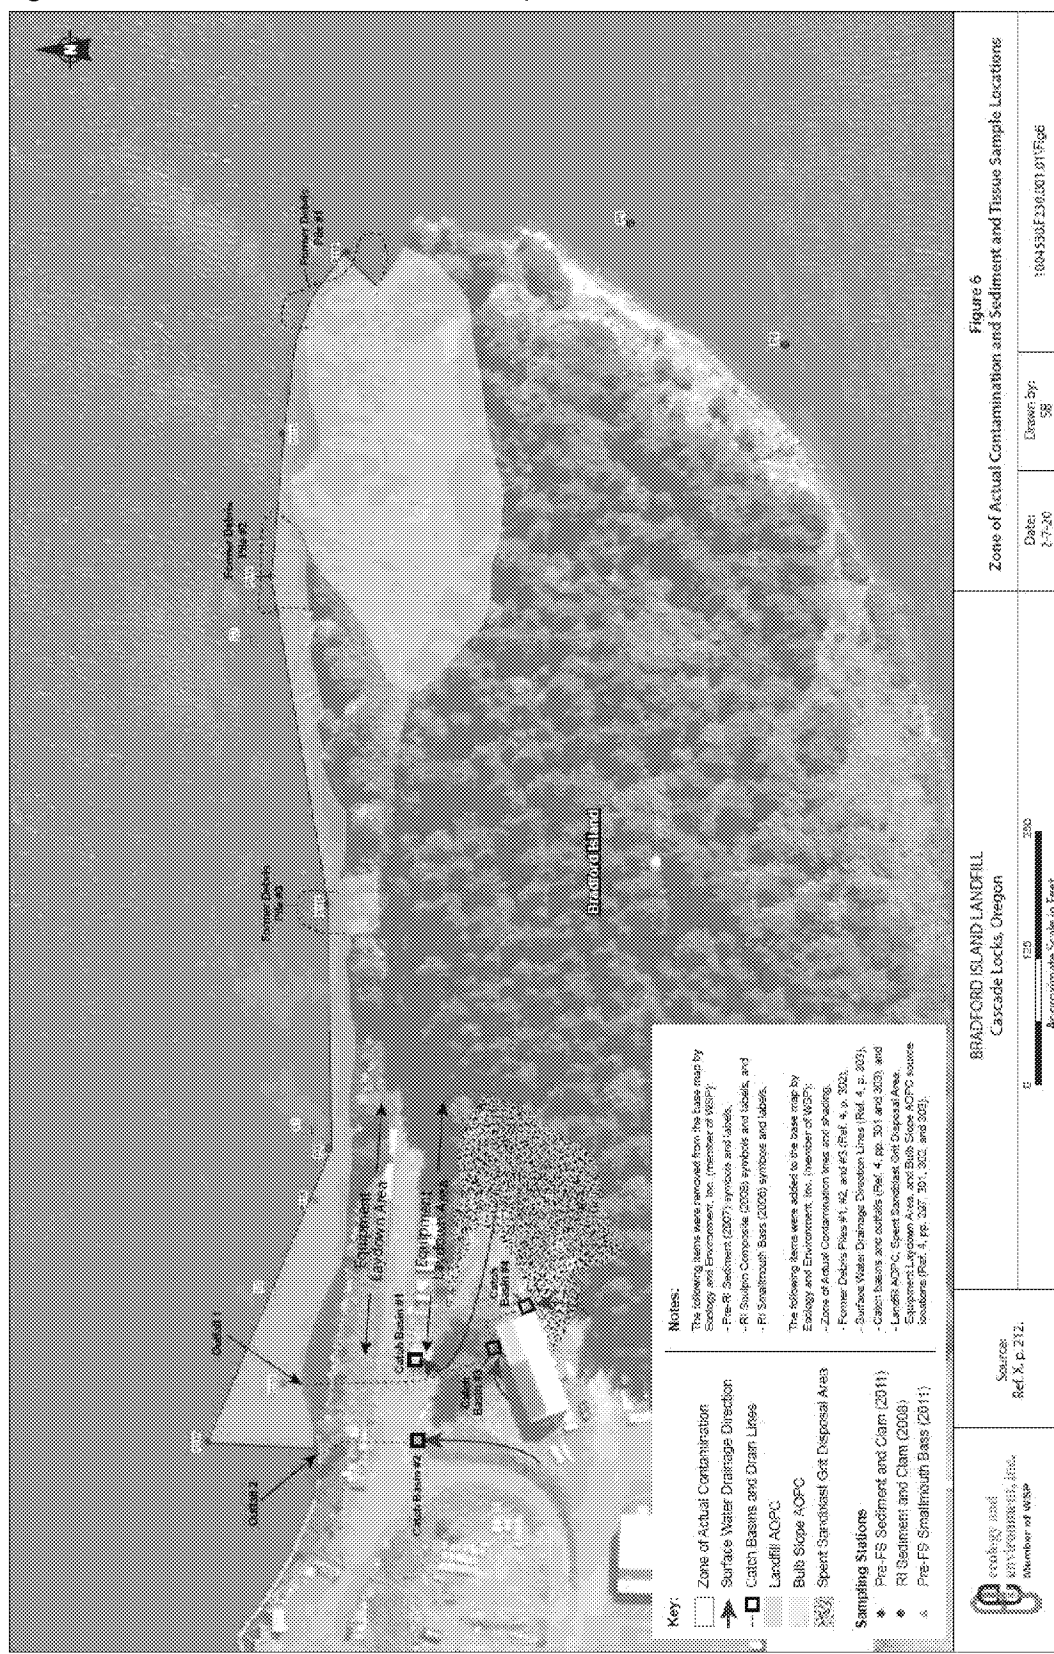 N
Former Debris
Pile #1
Former Debris
Pile #2
Former Debris
Pile #3
Outfall 1
Outfall 2
Equipment
Laydown Area
Equipment
Laydown Area
Catch Basin #1
Catch Basin #2
Catch
Basin #3
Catch
Basin #4
Bradford Island
Key:
Zone of Actual Contamination
Surface Water Drainage Direction
Catch Basins and Drain Lines
Landfill AOPC
Bulb Slope AOPC
Spent Sandblast Grit Disposal Area
Sampling Stations
Pre-FS Sediment and Clam (2011)
RI Sediment and Clam (2008)
Pre-FS Smallmouth Bass (2011)
Notes:
The following items were removed from the base map by
Ecology and Environment, Inc. (member of WSP):
- Pre-RI Sediment (2007) symbols and labels,
- RI Sculpin Composite (2008) symbols and labels, and
- RI Smallmouth Bass (2006) symbols and labels.
The following items were added to the base map by
Ecology and Environment, Inc. (member of WSP):
- Zone of Actual Contamination lines and shading,
- Former Debris Piles #1, #2, and #3 (Ref. 4, p. 302),
- Surface Water Drainage Direction Lines (Ref. 4, p. 303),
- Catch basins and outfalls (Ref. 4, pp. 301 and 303), and
- Landfill AOPC, Spent Sandblast Grit Disposal Area,
Equipment Laydown Area, and Bulb Slope AOPC source
locations (Ref. 4, pp. 297, 301, 302, and 303).
ecology and
environment, inc.
Member of WSP
Source:
Ref. X, p. 212.
BRADFORD ISLAND LANDFILL
Cascade Locks, Oregon
0 125 250
Approximate Scale in Feet
Figure 6
Zone of Actual Contamination and Sediment and Tissue Sample Locations
Date:
2-7-20
Drawn by:
SB